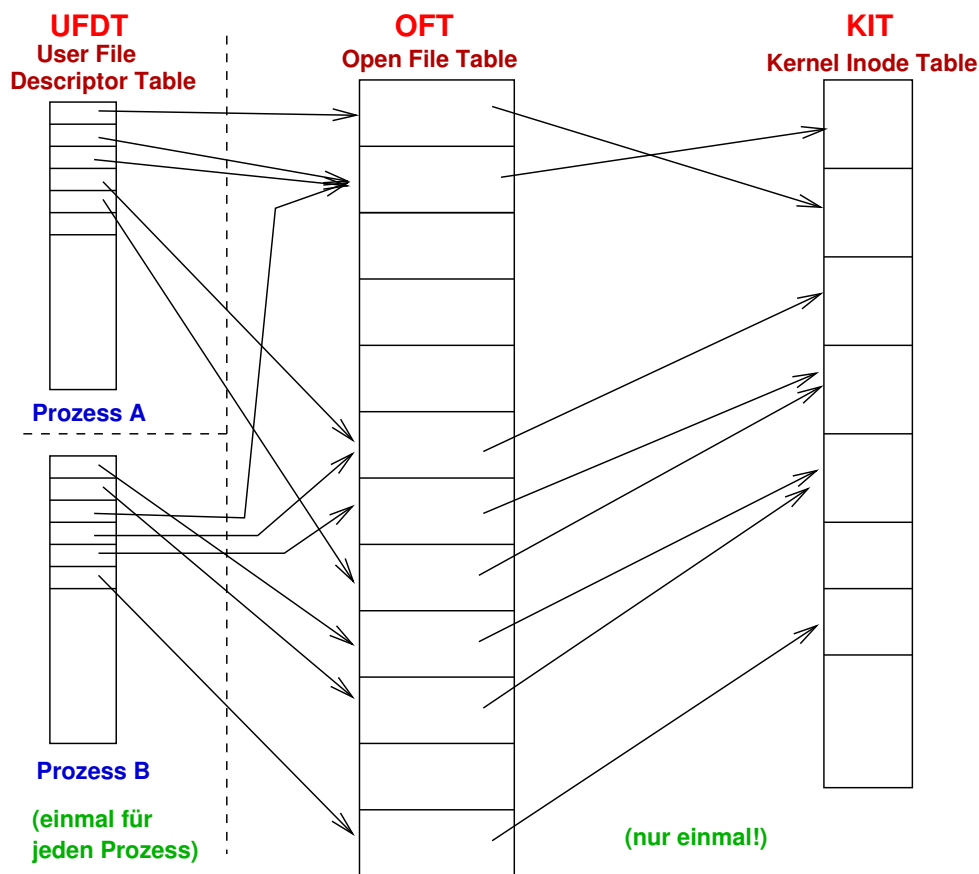 UFDT
User File
Descriptor Table
OFT
Open File Table
KIT
Kernel Inode Table
Prozess A
Prozess B
(einmal für
jeden Prozess)
(nur einmal!)